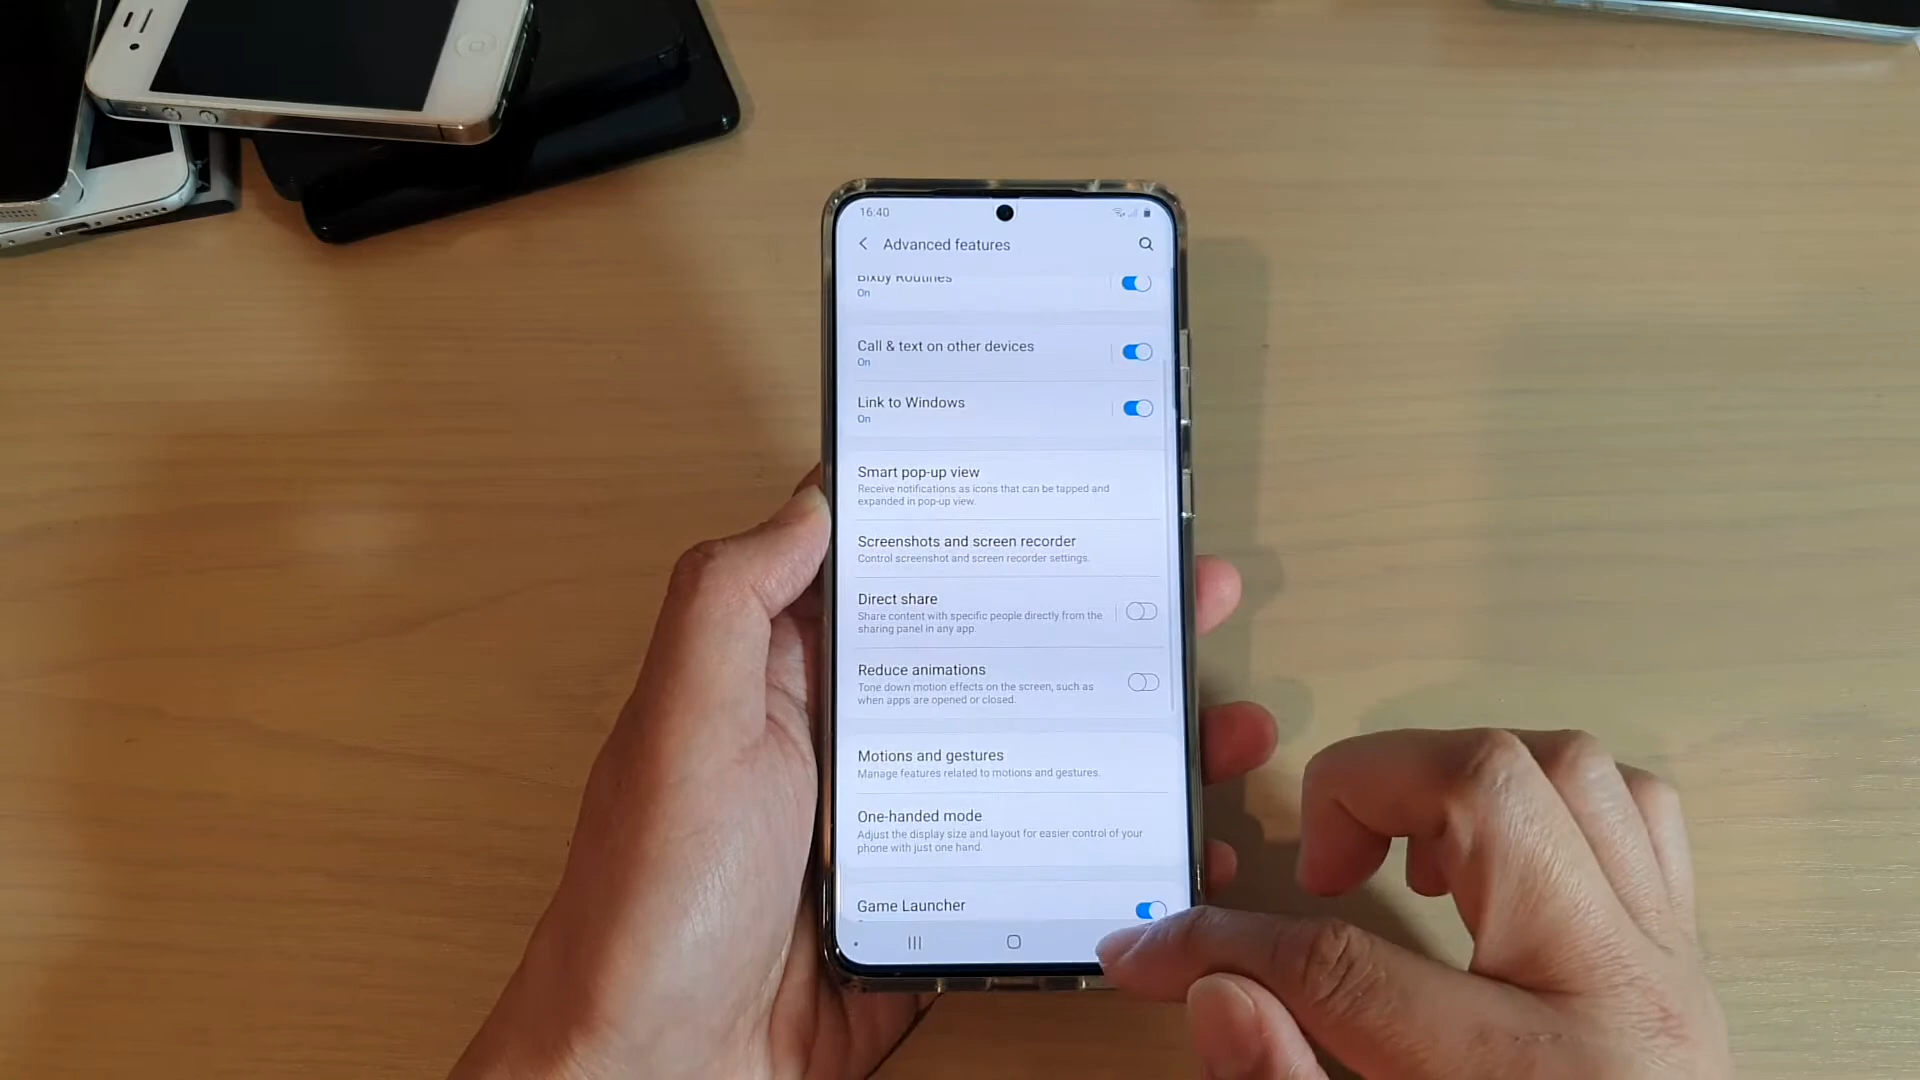 16:40
Advanced features
Bixby Routines
On
Call & text on other devices
On
Link to Windows
On
Smart pop-up view
Receive notifications as icons that can be tapped and
expanded in pop-up view.
Screenshots and screen recorder
Control screenshot and screen recorder settings.
Direct share
Share content with specific people directly from the
sharing panel in any app.
Reduce animations
Tone down motion effects on the screen, such as
when apps are opened or closed.
Motions and gestures
Manage features related to motions and gestures.
One-handed mode
Adjust the display size and layout for easier control of your
phone with just one hand.
Game Launcher